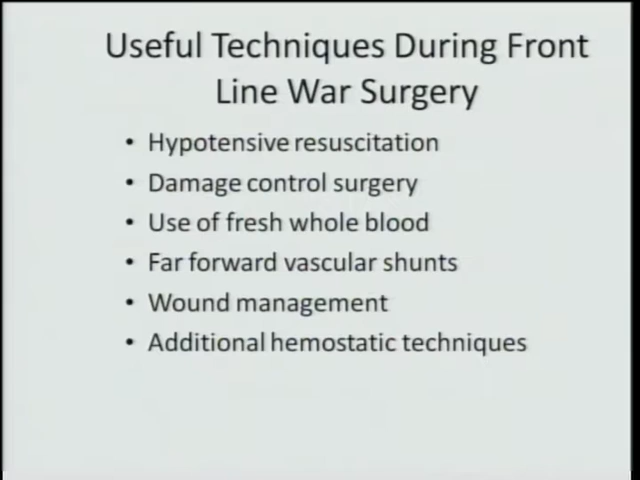 Useful Techniques During Front
Line War Surgery
• Hypotensive resuscitation
• Damage control surgery
• Use of fresh whole blood
• Far forward vascular shunts
• Wound management
• Additional hemostatic techniques